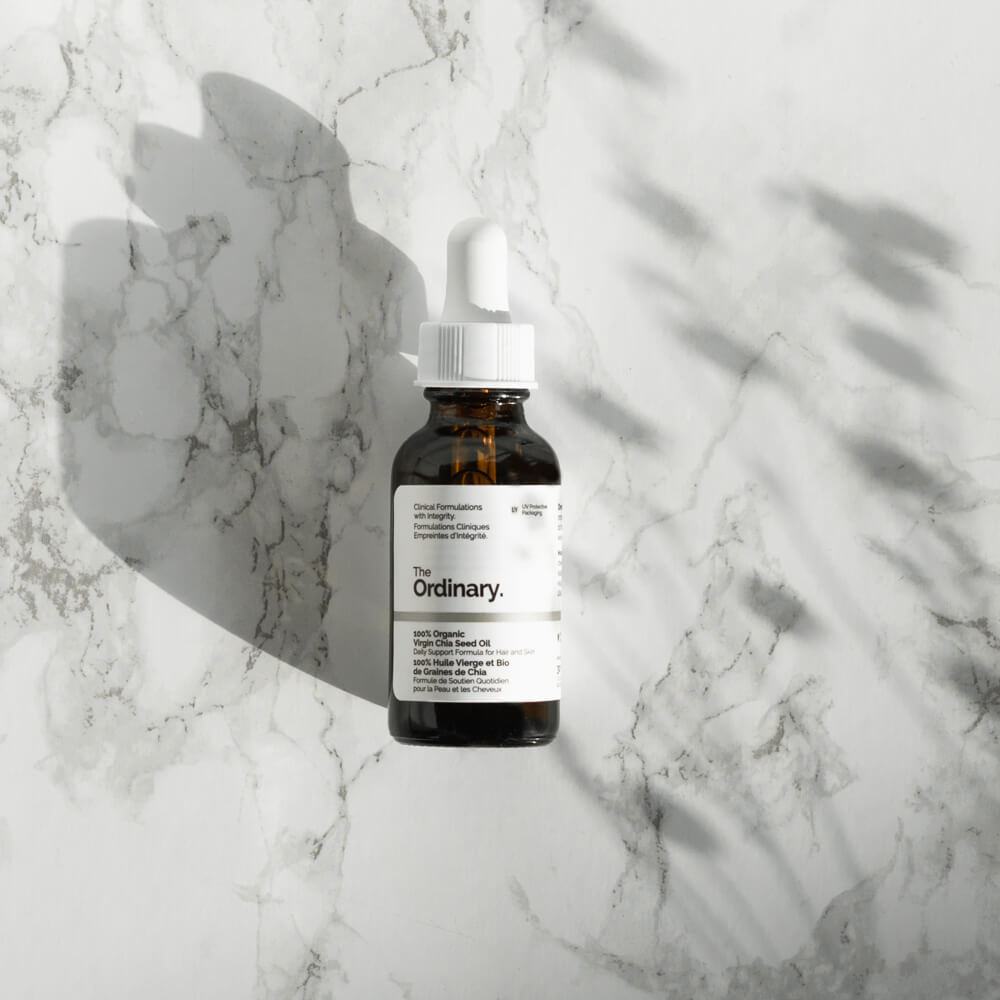 Clinical Formulations
with Integrity.
Formulations Cliniques
Empreintes d'Intégrité.
UV
UV Protective
Packaging
The
Ordinary.
100% Organic
Virgin Chia Seed Oil
Daily Support Formula for Hair and Skin
100% Huile Vierge et Bio
de Graines de Chia
Formule de Soutien Quotidien
pour la Peau et les Cheveux